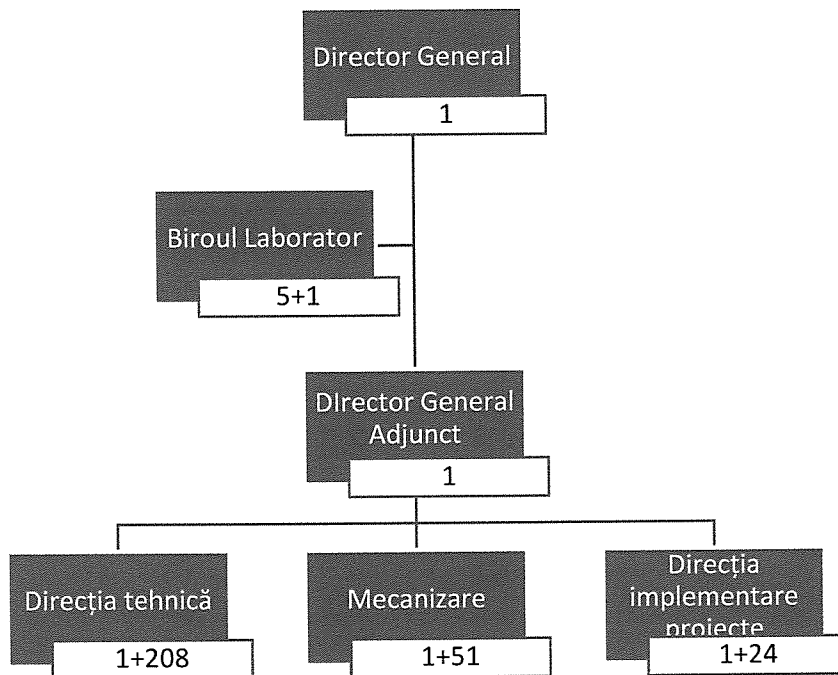 Director General
1
Biroul Laborator
5+1
DIrector General
Adjunct
1
Direcția tehnică
1+208
Mecanizare
1+51
Direcția
implementare
proiecte
1+24